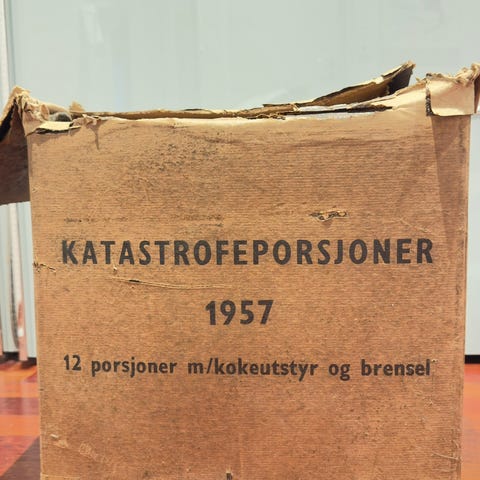 KATASTROFEPORSJONER
1957
12 porsjoner m/kokeutstyr og brensel